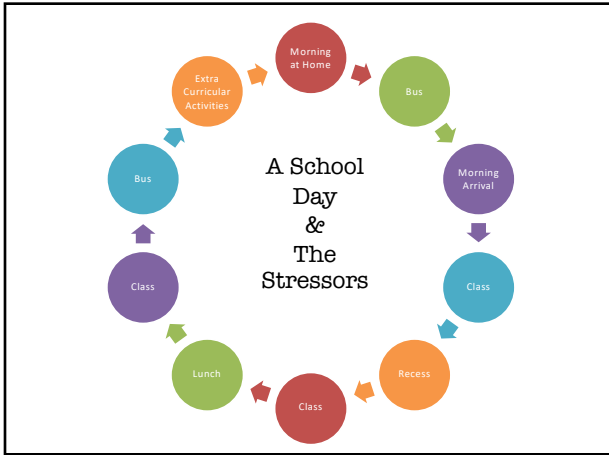 Morning
at Home
Bus
Morning
Arrival
Class
Recess
Class
Lunch
Class
Bus
Extra
Curricular
Activities
A School
Day
&
The
Stressors